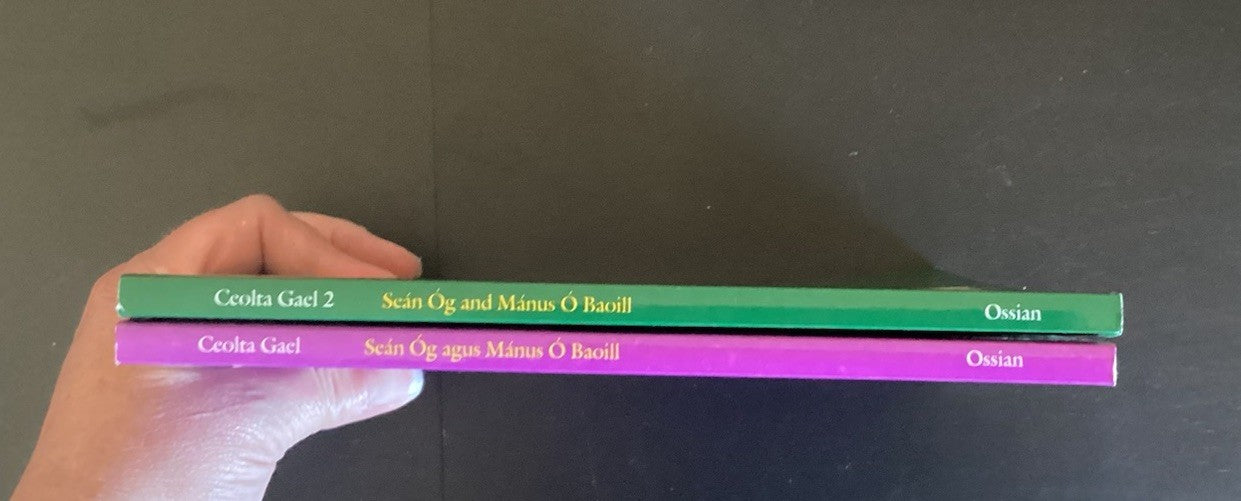 Ceolta Gael 2 Seán Óg and Mánus Ó Baoill Ossian
Ceolta Gael Seán Óg agus Mánus Ó Baoill Ossian